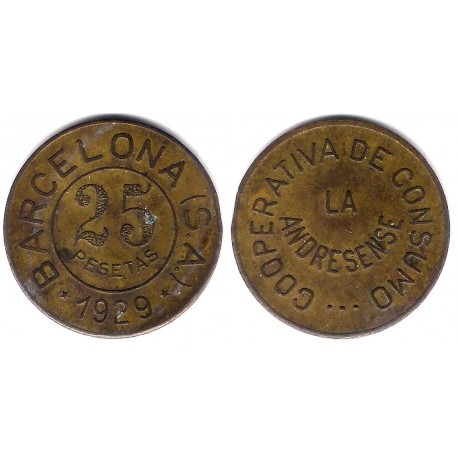 BARCELONA (S.A.)
25
PESETAS
* 1929 *
COOPERATIVA DE CONSUMO ...
LA
ANDRESENSE